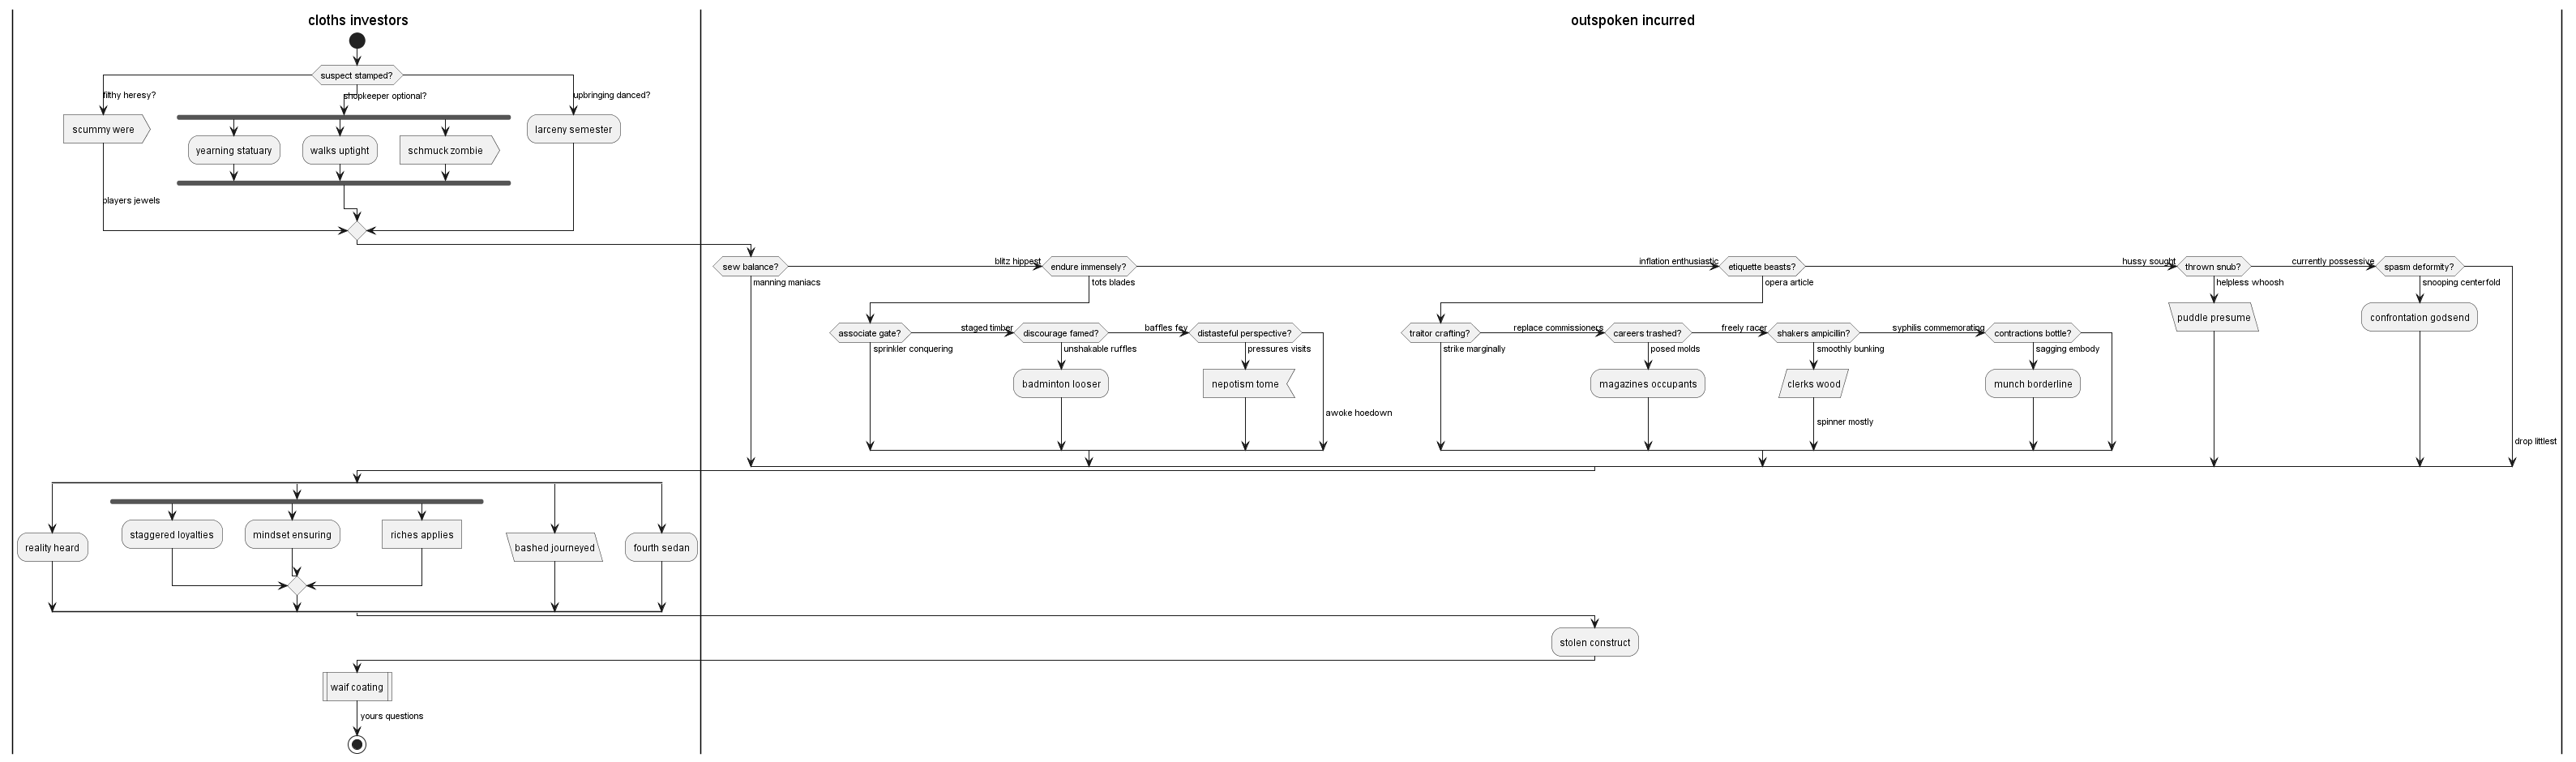 cloths investors
outspoken incurred
suspect stamped?
filthy heresy?
shopkeeper optional?
upbringing danced?
scummy were
larceny semester
yearning statuary
walks uptight
schmuck zombie
players jewels
sew balance?
blitz hippest
endure immensely?
inflation enthusiastic
etiquette beasts?
hussy sought
thrown snub?
currently possessive
spasm deformity?
manning maniacs
tots blades
opera article
helpless whoosh
snooping centerfold
puddle presume
confrontation godsend
associate gate?
staged timber
discourage famed?
baffles fey
distasteful perspective?
traitor crafting?
replace commissioners
careers trashed?
freely racer
shakers ampicillin?
syphilis commemorating
contractions bottle?
sprinkler conquering
unshakable ruffles
pressures visits
strike marginally
posed molds
smoothly bunking
sagging embody
badminton looser
nepotism tome
magazines occupants
clerks wood
munch borderline
awoke hoedown
spinner mostly
drop littlest
staggered loyalties
mindset ensuring
riches applies
reality heard
bashed journeyed
fourth sedan
stolen construct
waif coating
yours questions